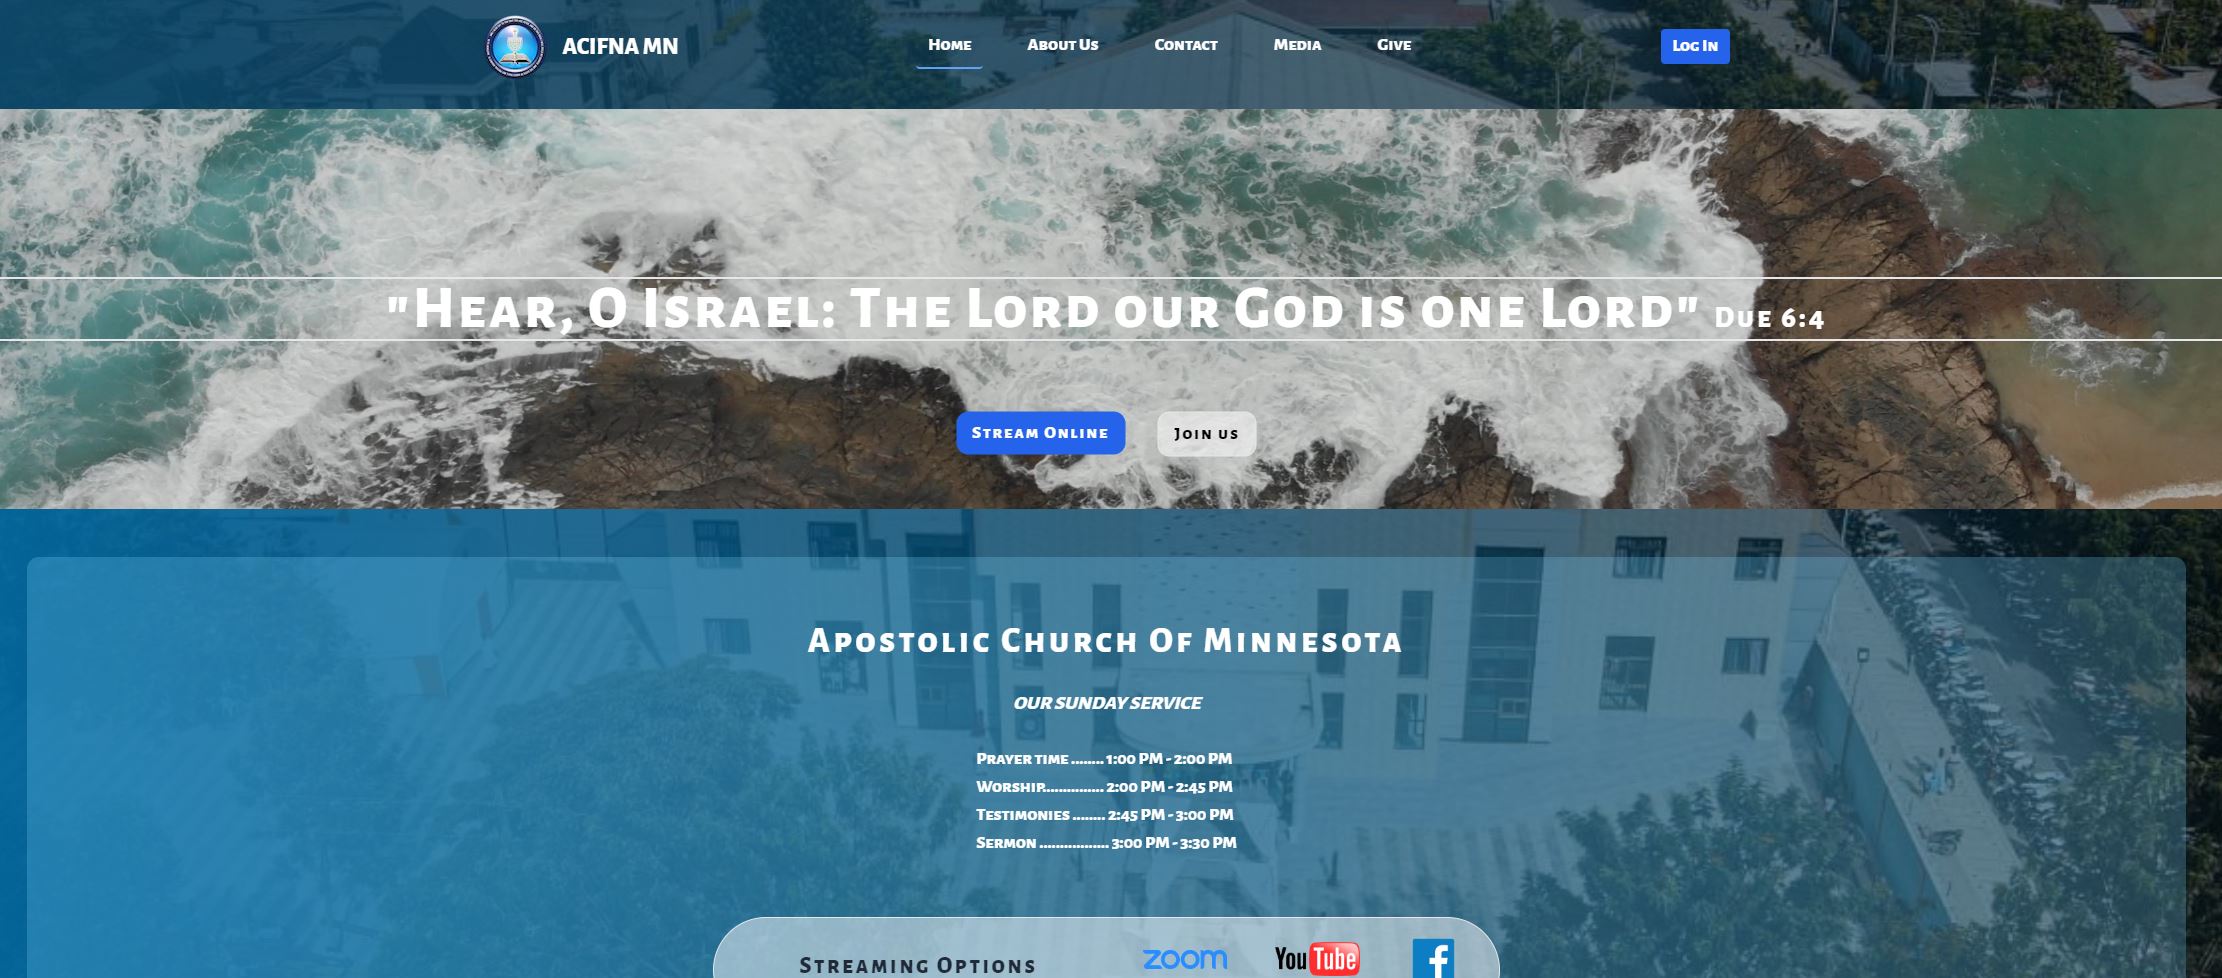 ACIFNA MN
Home About Us Contact Media Give
Log In
"Hear, O Israel: The Lord our God is one Lord" Due 6:4
Stream Online Join us
Apostolic Church Of Minnesota
OUR SUNDAY SERVICE
Prayer time ........ 1:00 PM - 2:00 PM
Worship............... 2:00 PM - 2:45 PM
Testimonies ........ 2:45 PM - 3:00 PM
Sermon ................. 3:00 PM - 3:30 PM
Streaming Options zoom YouTube f